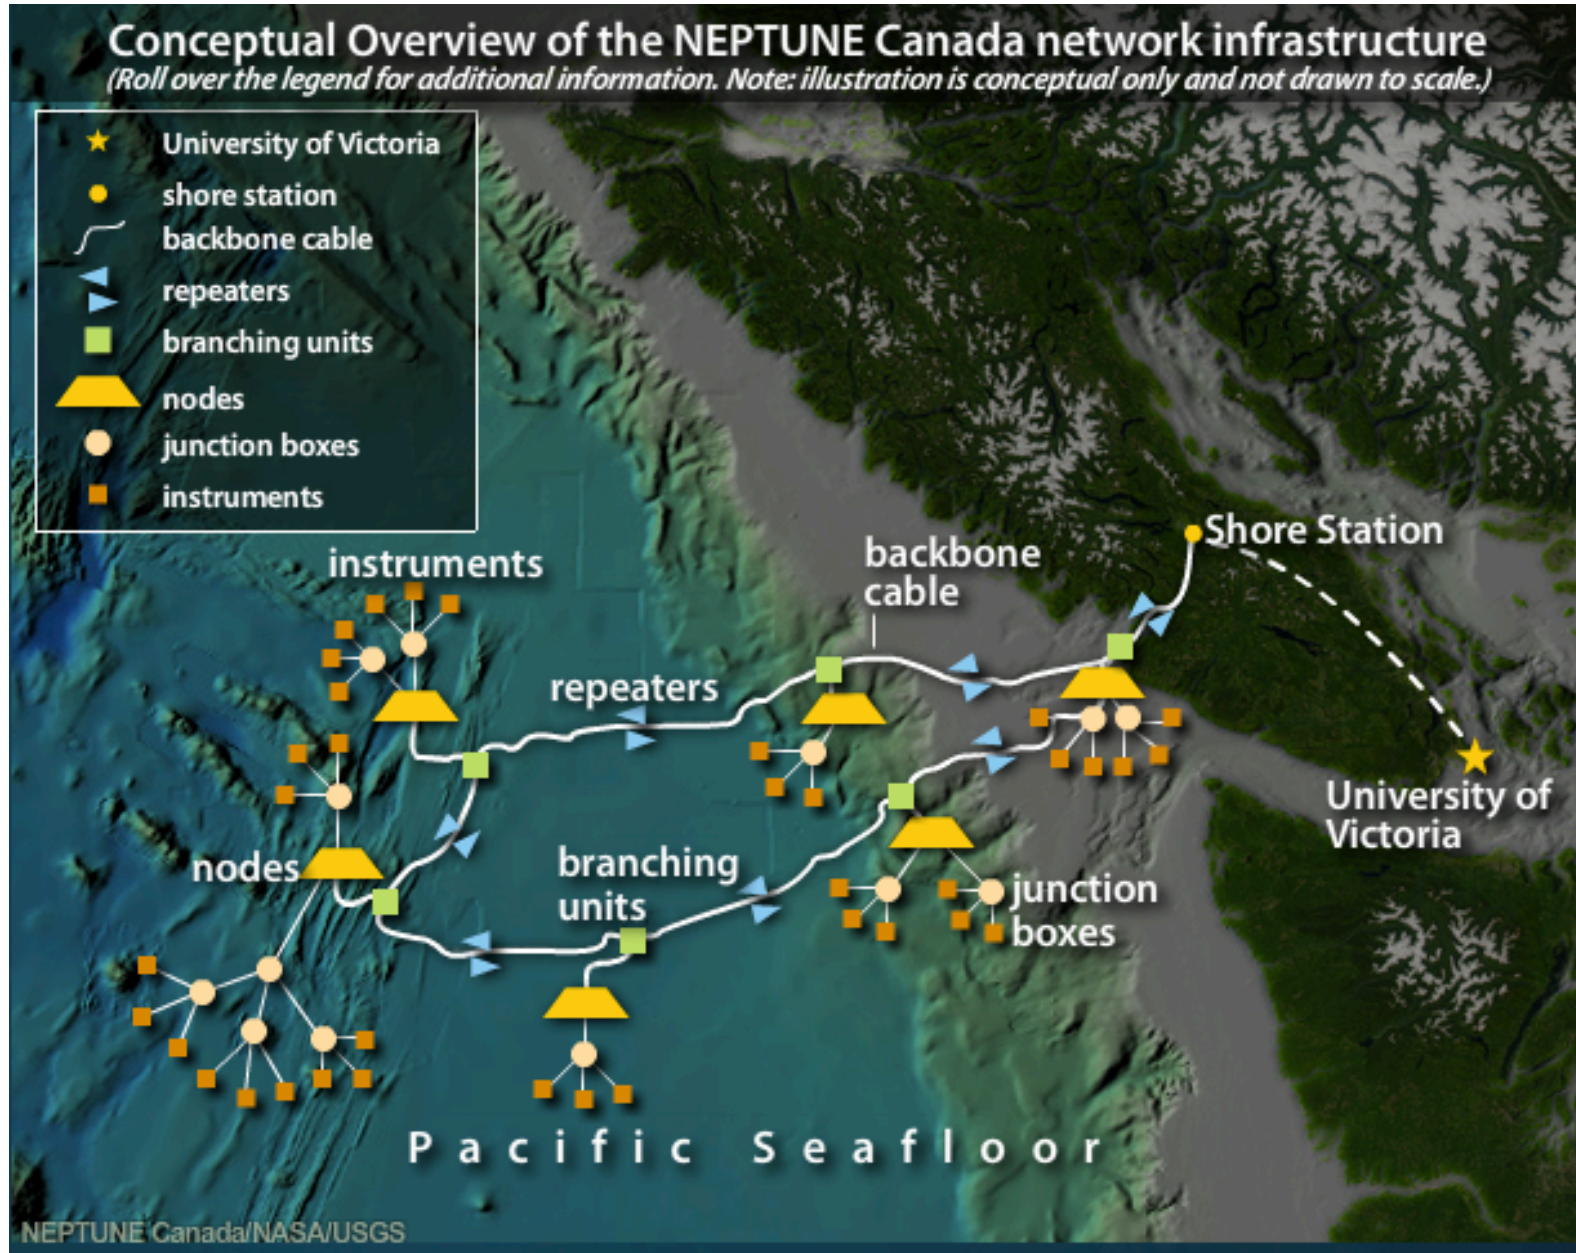 Conceptual Overview of the NEPTUNE Canada network infrastructure
(Roll over the legend for additional information. Note: illustration is conceptual only and not drawn to scale.)
University of Victoria
shore station
backbone cable
repeaters
branching units
nodes
junction boxes
instruments
Shore Station
instruments
backbone
cable
repeaters
University of
Victoria
nodes
branching
units
junction
boxes
Pacific Seafloor
NEPTUNE Canada/NASA/USGS